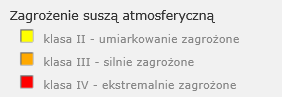 Zagrożenie suszą atmosferyczną
klasa II - umiarkowanie zagrożone
klasa III - silnie zagrożone
klasa IV - ekstremalnie zagrożone